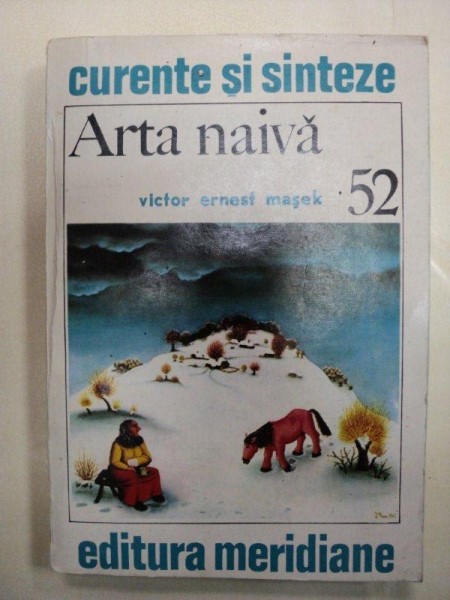 curente și sinteze
Arta naivă
victor ernest mașek 52
editura meridiane